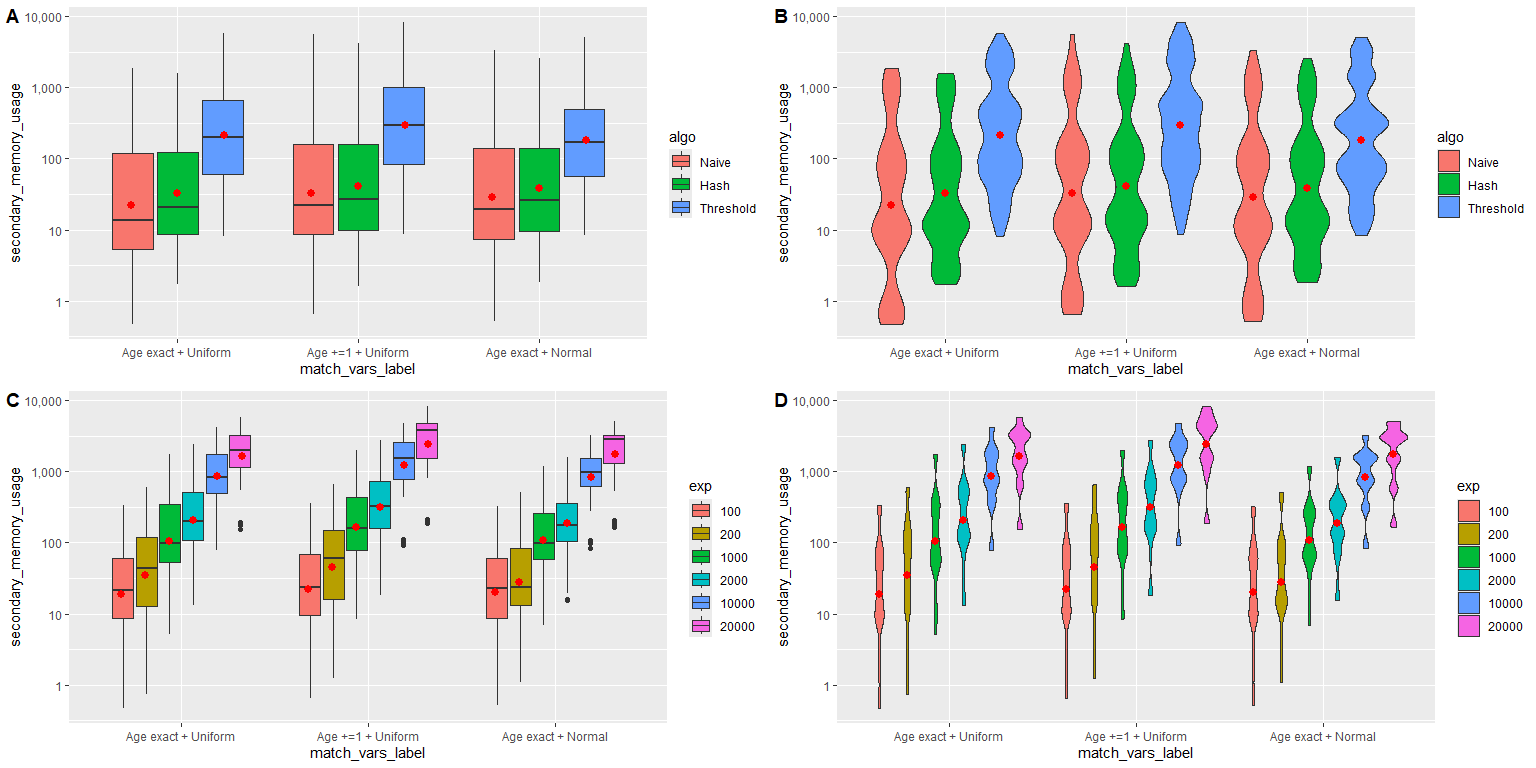 A
10,000
1,000
100
10
1
secondary_memory_usage
Age exact + Uniform
Age +=1 + Uniform
Age exact + Normal
match_vars_label
algo
Naive
Hash
Threshold
B
10,000
1,000
100
10
1
secondary_memory_usage
Age exact + Uniform
Age +=1 + Uniform
Age exact + Normal
match_vars_label
algo
Naive
Hash
Threshold
C
10,000
1,000
100
10
1
secondary_memory_usage
Age exact + Uniform
Age +=1 + Uniform
Age exact + Normal
match_vars_label
exp
100
200
1000
2000
10000
20000
D
10,000
1,000
100
10
1
secondary_memory_usage
Age exact + Uniform
Age +=1 + Uniform
Age exact + Normal
match_vars_label
exp
100
200
1000
2000
10000
20000